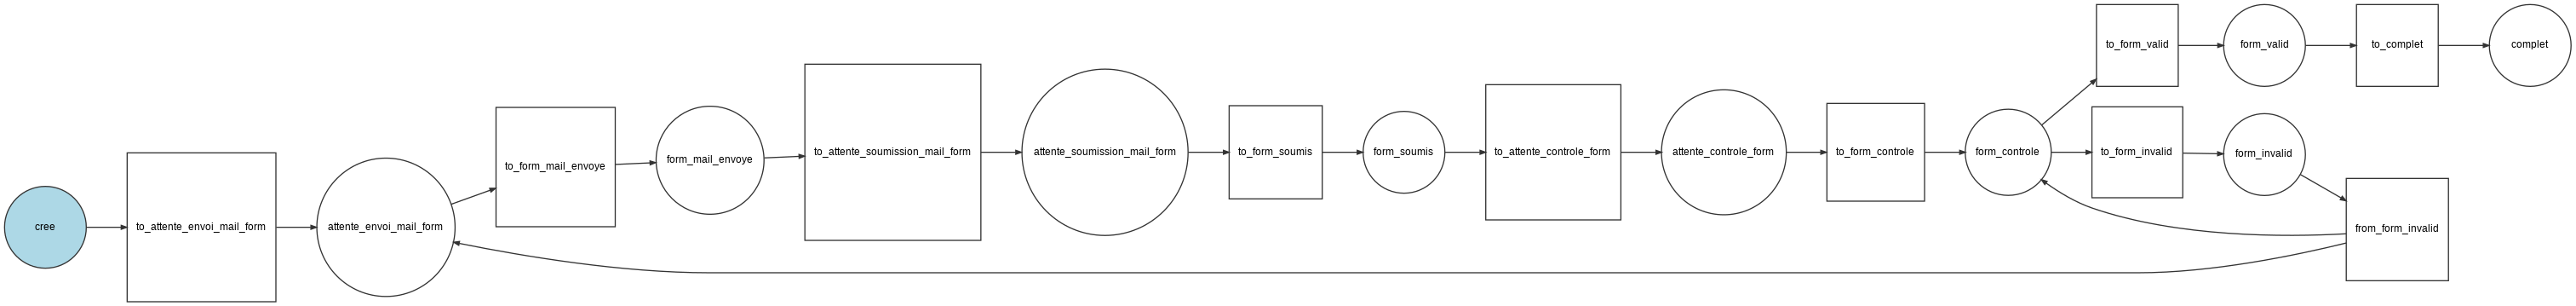 cree
to_attente_envoi_mail_form
attente_envoi_mail_form
to_form_mail_envoye
form_mail_envoye
to_attente_soumission_mail_form
attente_soumission_mail_form
to_form_soumis
form_soumis
to_attente_controle_form
attente_controle_form
to_form_controle
form_controle
to_form_valid
form_valid
to_complet
complet
to_form_invalid
form_invalid
from_form_invalid